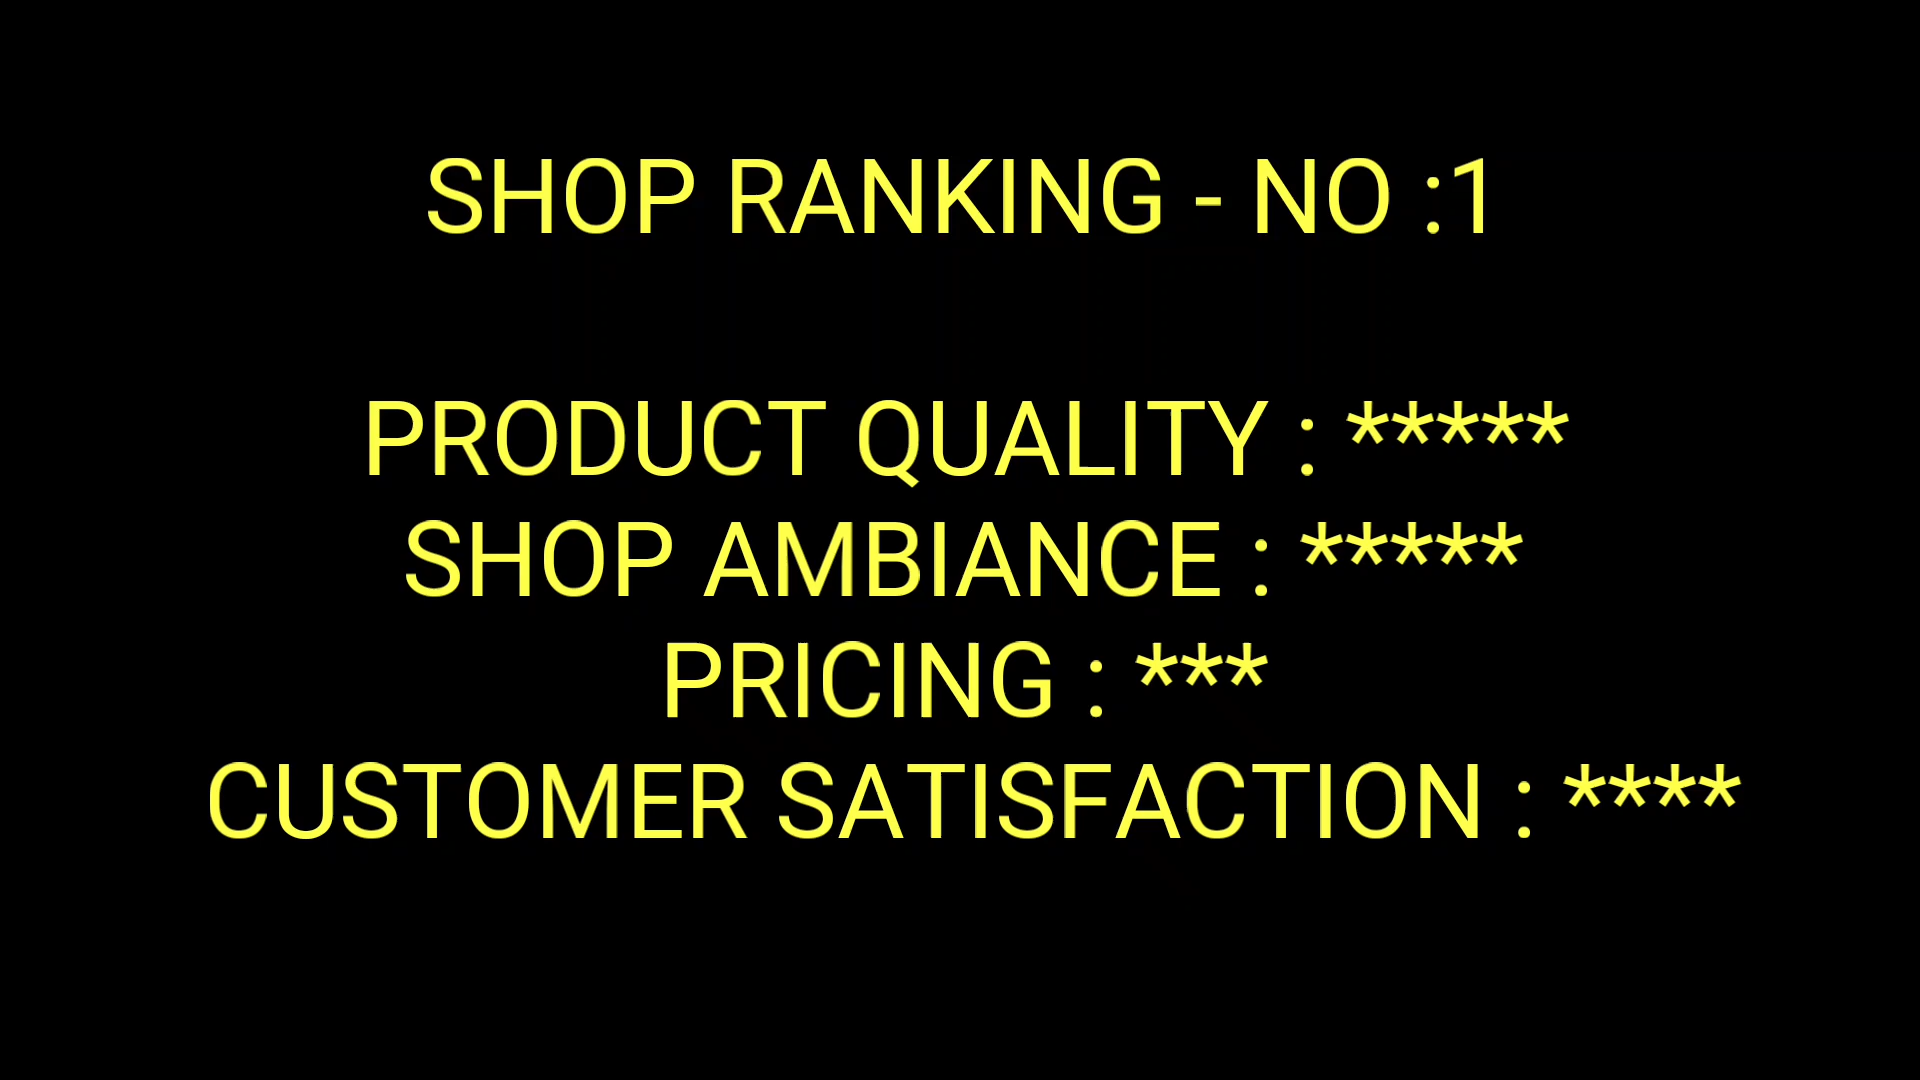 SHOP RANKING - NO :1
PRODUCT QUALITY : *****
SHOP AMBIANCE : *****
PRICING : ***
CUSTOMER SATISFACTION : ****